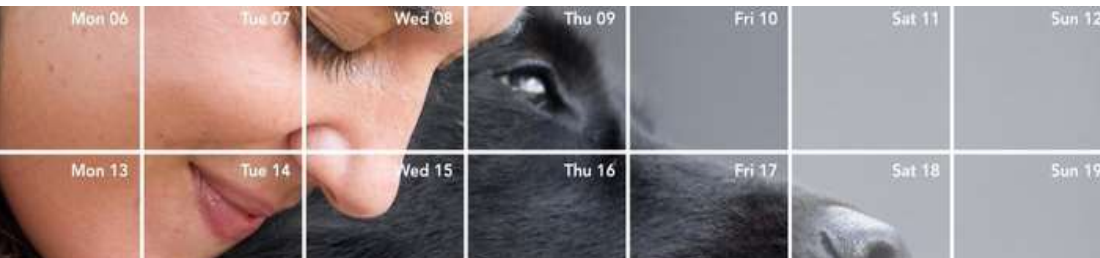 Mon 06 Tue 07 Wed 08 Thu 09 Fri 10 Sat 11 Sun 12
Mon 13 Tue 14 Wed 15 Thu 16 Fri 17 Sat 18 Sun 19